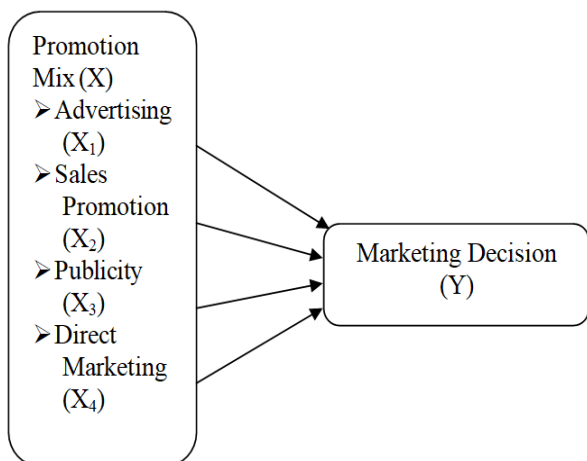 Promotion
Mix (X)
➢Advertising
(X₁)
➢Sales
Promotion
(X₂)
➢Publicity
(X₃)
➢Direct
Marketing
(X₄)
Marketing Decision
(Y)